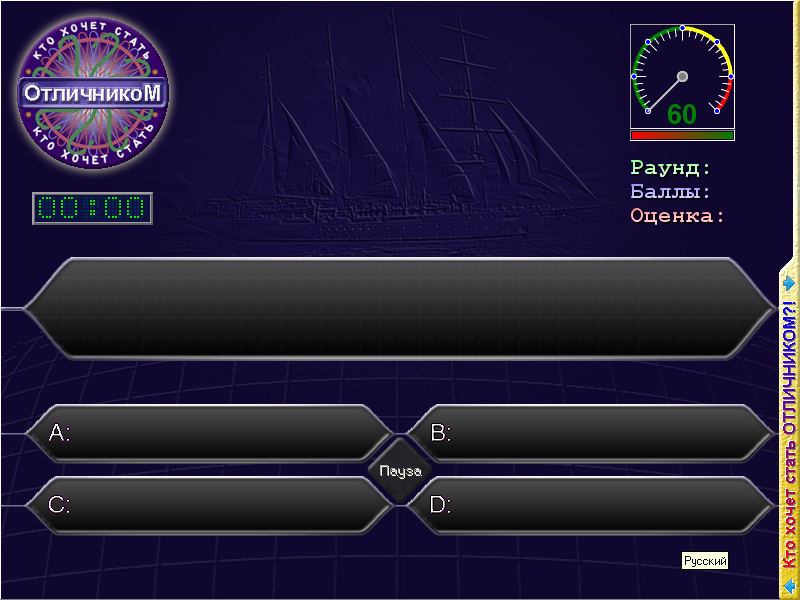 КТО ХОЧЕТ СТАТЬ
ОтличникоМ
КТО ХОЧЕТ СТАТЬ
60
00:00
Раунд:
Баллы:
Оценка:
A:
B:
Пауза
C:
D:
Русский
Кто хочет стать ОТЛИЧНИКОМ?!